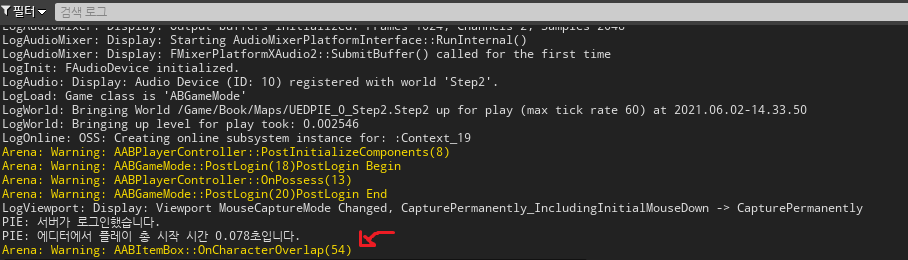 필터
검색 로그
LogAudioMixer: Display: Output buffers initialized: Frames 1024, Channels 2, Samples 2048
LogAudioMixer: Display: Starting AudioMixerPlatformInterface::RunInternal()
LogAudioMixer: Display: FMixerPlatformXAudio2::SubmitBuffer() called for the first time
LogInit: FAudioDevice initialized.
LogAudio: Display: Audio Device (ID: 10) registered with world 'Step2'.
LogLoad: Game class is 'ABGameMode'
LogWorld: Bringing World /Game/Book/Maps/UEDPIE_0_Step2.Step2 up for play (max tick rate 60) at 2021.06.02-14.33.50
LogWorld: Bringing up level for play took: 0.002546
LogOnline: OSS: Creating online subsystem instance for: :Context_19
Arena: Warning: AABPlayerController::PostInitializeComponents(8)
Arena: Warning: AABGameMode::PostLogin(18)PostLogin Begin
Arena: Warning: AABPlayerController::OnPossess(13)
Arena: Warning: AABGameMode::PostLogin(20)PostLogin End
LogViewport: Display: Viewport MouseCaptureMode Changed, CapturePermanently_IncludingInitialMouseDown -> CapturePermanently
PIE: 서버가 로그인했습니다.
PIE: 에디터에서 플레이 총 시작 시간 0.078초입니다.
Arena: Warning: AABItemBox::OnCharacterOverlap(54)